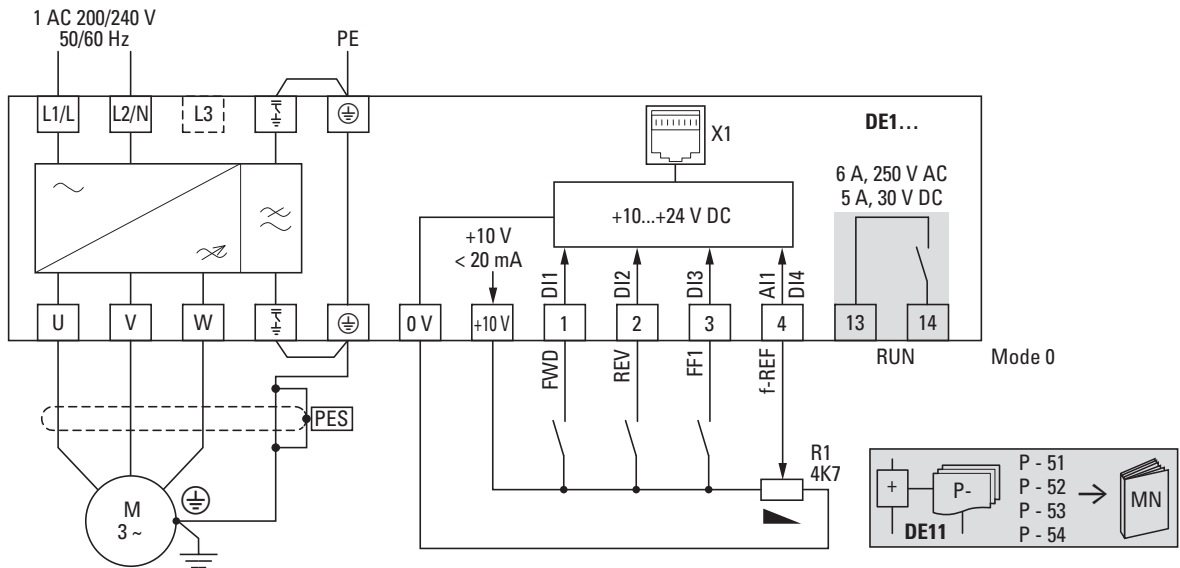 1 AC 200/240 V
50/60 Hz
PE
L1/L
L2/N
L3
X1
DE1…
6 A, 250 V AC
5 A, 30 V DC
+10...+24 V DC
+10 V
< 20 mA
DI1
DI2
DI3
AI1
DI4
U
V
W
0 V
+10 V
1
2
3
4
13
14
FWD
REV
FF1
f-REF
RUN
Mode 0
PES
M
3 ~
R1
4K7
+
P-
DE11
P - 51
P - 52
P - 53
P - 54
MN